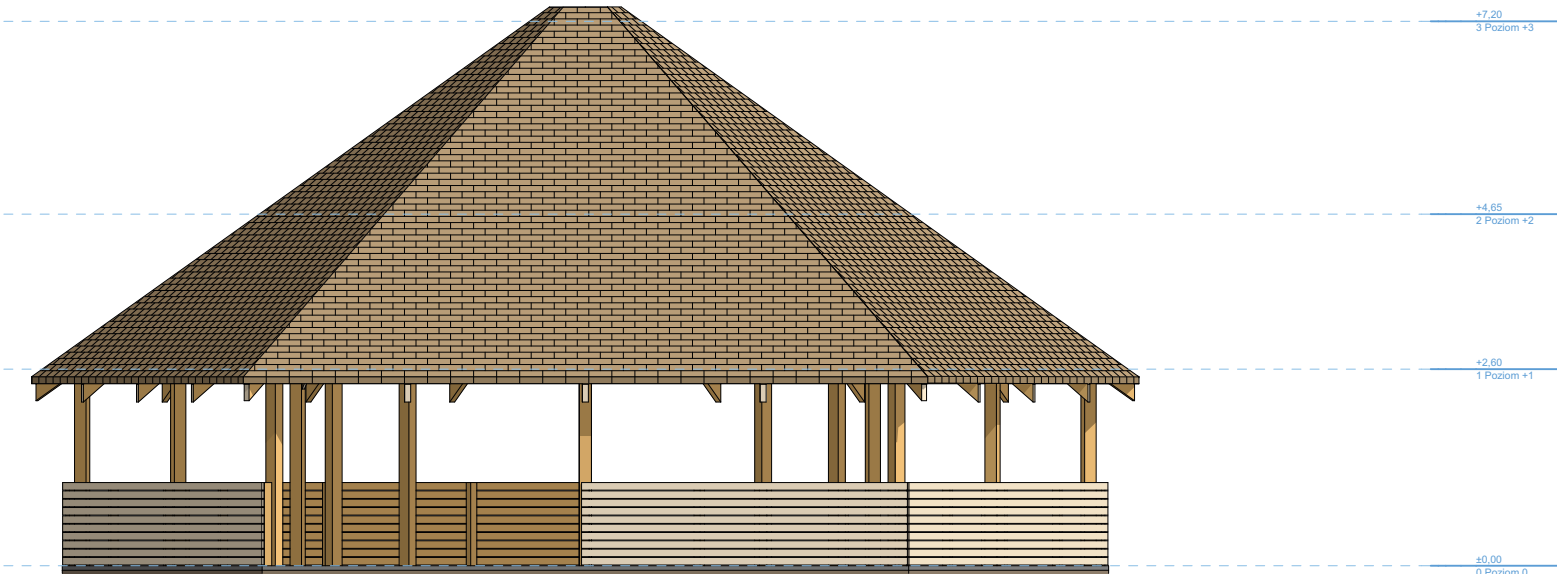 +7,20
3 Poziom +3
+4,65
2 Poziom +2
+2,60
1 Poziom +1
±0,00
0 Poziom 0